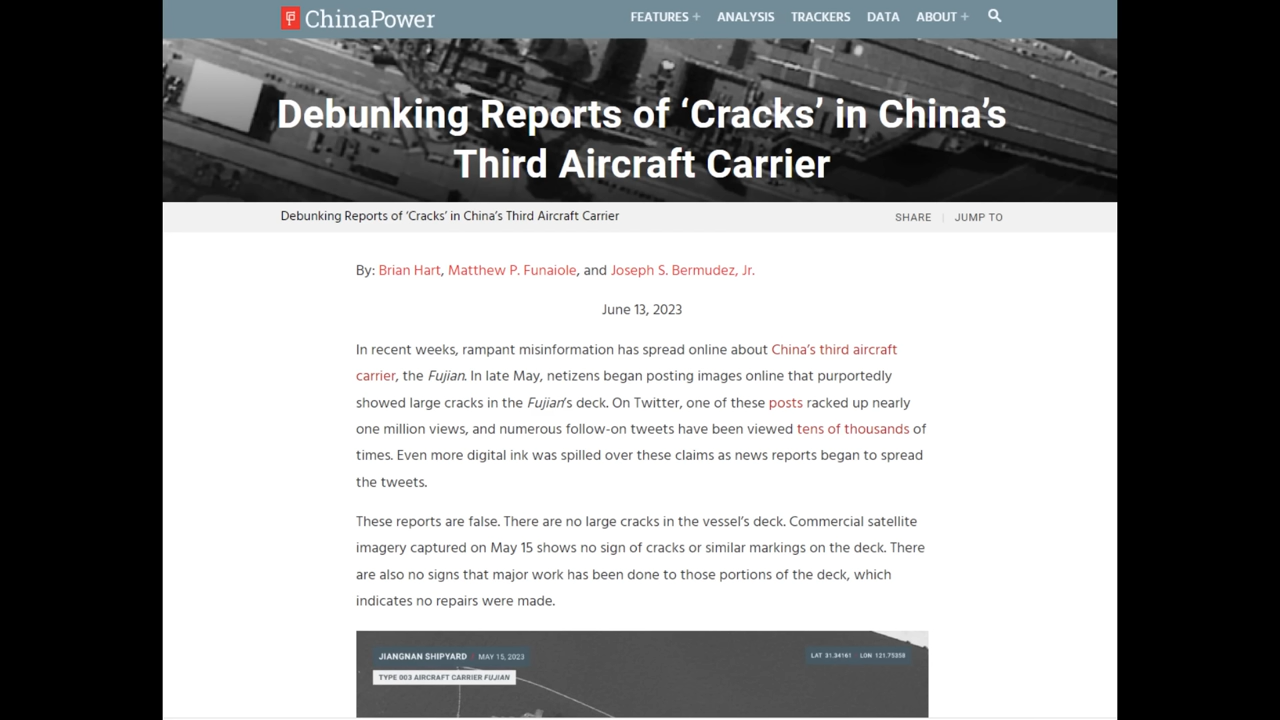 ChinaPower
FEATURES + ANALYSIS TRACKERS DATA ABOUT +
Debunking Reports of ‘Cracks’ in China’s
Third Aircraft Carrier
Debunking Reports of ‘Cracks’ in China’s Third Aircraft Carrier
SHARE | JUMP TO
By: Brian Hart, Matthew P. Funaiole, and Joseph S. Bermudez, Jr.
June 13, 2023
In recent weeks, rampant misinformation has spread online about China’s third aircraft
carrier, the Fujian. In late May, netizens began posting images online that purportedly
showed large cracks in the Fujian’s deck. On Twitter, one of these posts racked up nearly
one million views, and numerous follow-on tweets have been viewed tens of thousands of
times. Even more digital ink was spilled over these claims as news reports began to spread
the tweets.
These reports are false. There are no large cracks in the vessel’s deck. Commercial satellite
imagery captured on May 15 shows no sign of cracks or similar markings on the deck. There
are also no signs that major work has been done to those portions of the deck, which
indicates no repairs were made.
JIANGNAN SHIPYARD | MAY 15, 2023
LAT 31.34161 LON 121.75358
TYPE 003 AIRCRAFT CARRIER FUJIAN